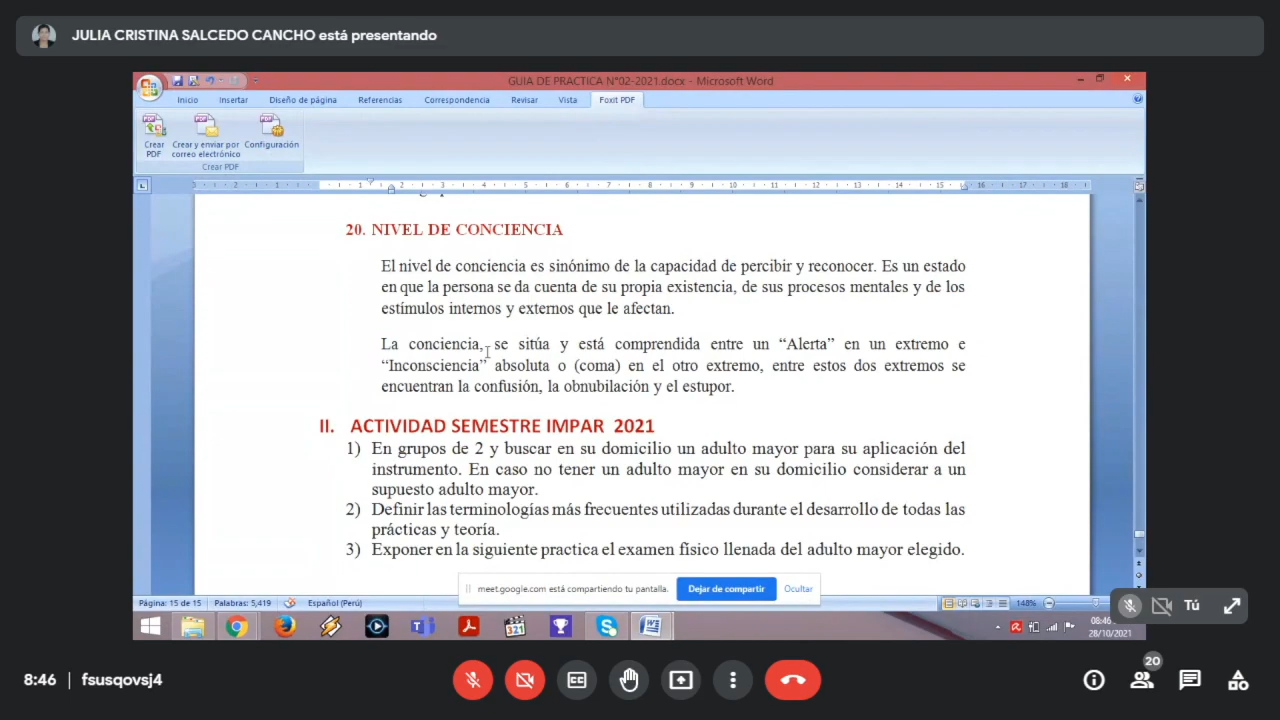 JULIA CRISTINA SALCEDO CANCHO está presentando
GUIA DE PRACTICA N°02-2021.docx - Microsoft Word
Inicio Insertar Diseño de página Referencias Correspondencia Revisar Vista Foxit PDF
Crear PDF
Crear y enviar por correo electrónico
Configuración
Crear PDF
20. NIVEL DE CONCIENCIA
El nivel de conciencia es sinónimo de la capacidad de percibir y reconocer. Es un estado
en que la persona se da cuenta de su propia existencia, de sus procesos mentales y de los
estímulos internos y externos que le afectan.
La conciencia, se sitúa y está comprendida entre un “Alerta” en un extremo e
“Inconsciencia” absoluta o (coma) en el otro extremo, entre estos dos extremos se
encuentran la confusión, la obnubilación y el estupor.
II. ACTIVIDAD SEMESTRE IMPAR 2021
1) En grupos de 2 y buscar en su domicilio un adulto mayor para su aplicación del
instrumento. En caso no tener un adulto mayor en su domicilio considerar a un
supuesto adulto mayor.
2) Definir las terminologías más frecuentes utilizadas durante el desarrollo de todas las
prácticas y teoría.
3) Exponer en la siguiente practica el examen físico llenada del adulto mayor elegido.
meet.google.com está compartiendo tu pantalla. Dejar de compartir Ocultar
Página: 15 de 15 Palabras: 5,419 Español (Perú) 148%
Tú
08:46
28/10/2021
8:46 | fsusqovsj4
20